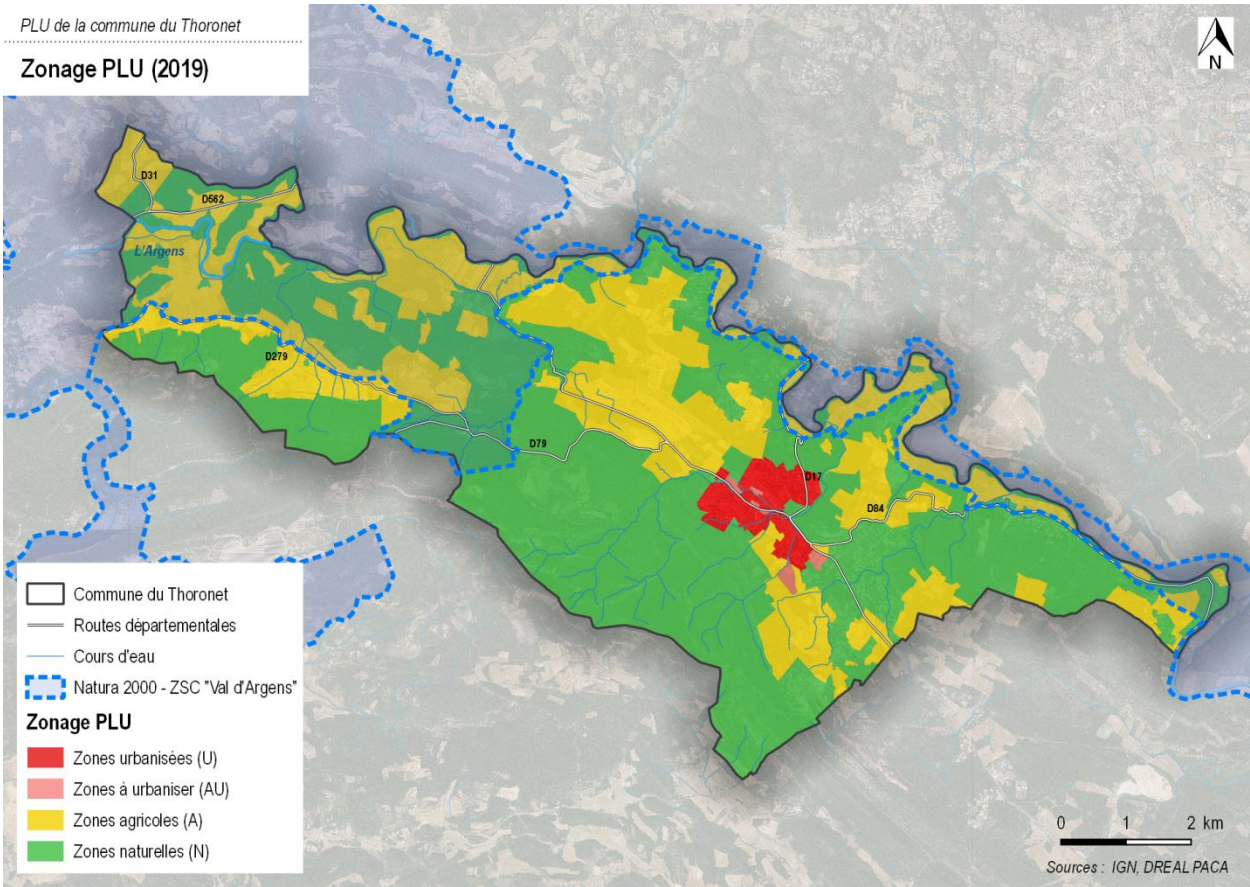 PLU de la commune du Thoronet
Zonage PLU (2019)
N
D31
D562
L'Argens
D279
D79
D17
D84
Commune du Thoronet
Routes départementales
Cours d'eau
Natura 2000 - ZSC "Val d'Argens"
Zonage PLU
Zones urbanisées (U)
Zones à urbaniser (AU)
Zones agricoles (A)
Zones naturelles (N)
0 1 2 km
Sources : IGN, DREAL PACA